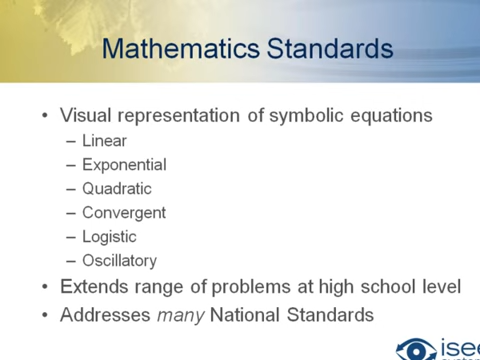 Mathematics Standards
• Visual representation of symbolic equations
– Linear
– Exponential
– Quadratic
– Convergent
– Logistic
– Oscillatory
• Extends range of problems at high school level
• Addresses many National Standards
isee